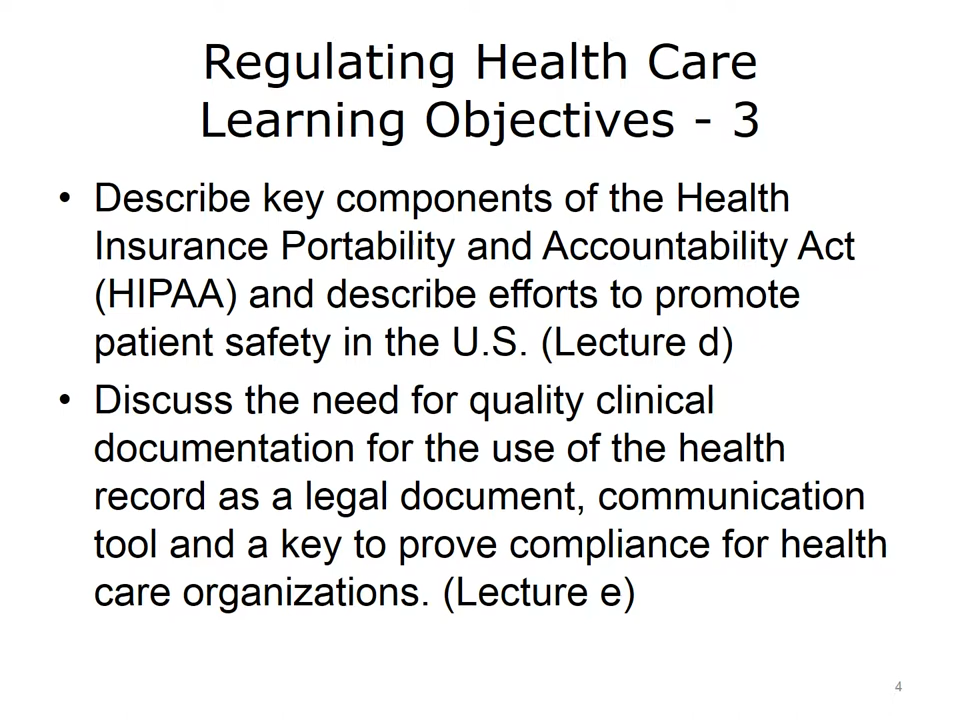 Regulating Health Care
Learning Objectives - 3
• Describe key components of the Health
Insurance Portability and Accountability Act
(HIPAA) and describe efforts to promote
patient safety in the U.S. (Lecture d)
• Discuss the need for quality clinical
documentation for the use of the health
record as a legal document, communication
tool and a key to prove compliance for health
care organizations. (Lecture e)
4